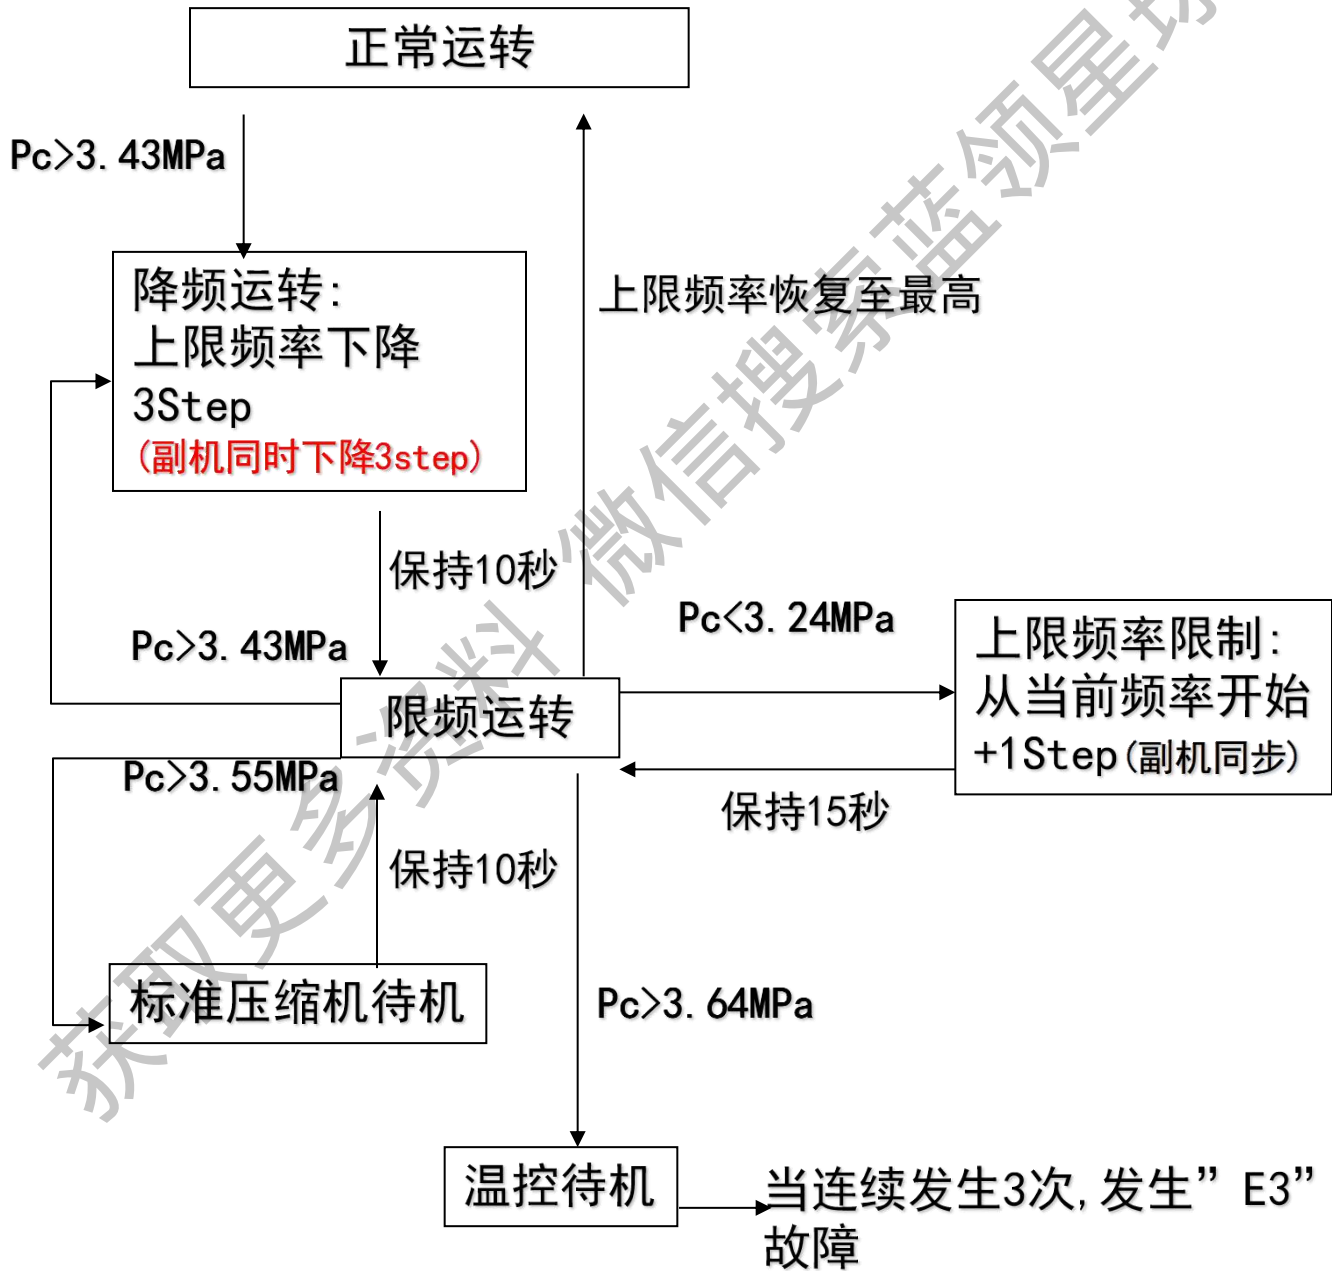 正常运转
Pc>3.43MPa
降频运转:
上限频率下降
3Step
(副机同时下降3step)
上限频率恢复至最高
保持10秒
Pc>3.43MPa
Pc<3.24MPa
上限频率限制:
从当前频率开始
+1Step(副机同步)
限频运转
Pc>3.55MPa
保持15秒
保持10秒
标准压缩机待机
Pc>3.64MPa
温控待机
当连续发生3次,发生”E3”
故障
获取更多资料 微信搜索蓝领星球